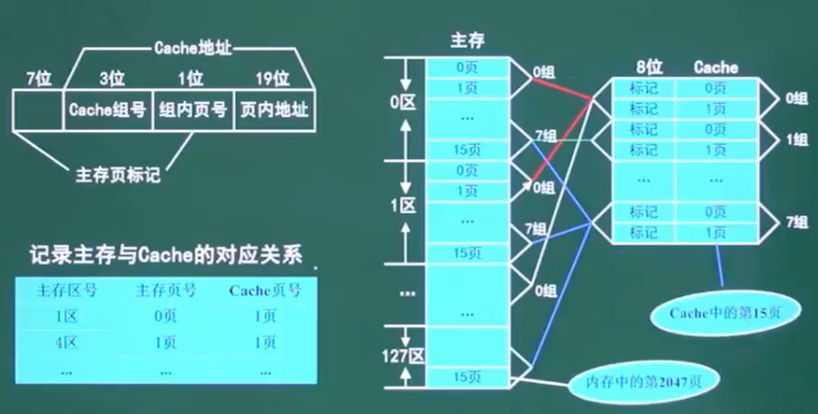 Cache地址
7位 3位 1位 19位
Cache组号 组内页号 页内地址
主存页标记
记录主存与Cache的对应关系
主存区号 主存页号 Cache页号
1区 0页 1页
4区 1页 1页
... ... ...
主存
0区
0页
1页
...
15页
1区
0页
1页
...
15页
...
...
127区
15页
0组
7组
0组
7组
0组
8位 Cache
标记 0页
标记 1页
标记 0页
标记 1页
... ...
标记 0页
标记 1页
0组
1组
7组
Cache中的第15页
内存中的第2047页